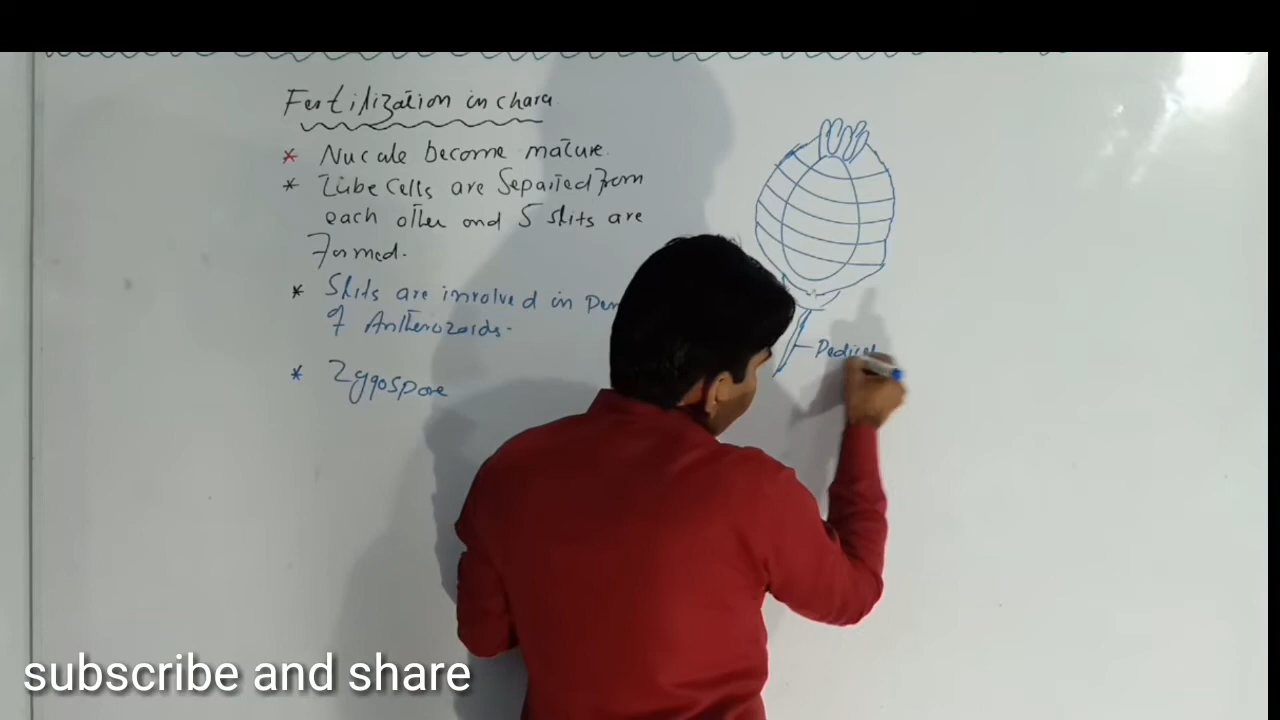 Fertilization in chara
* Nucule become mature.
* Tube Cells are Separted from
each other and 5 slits are
Formed.
* Slits are involved in Pen
of Antherozoids.
* Zygospore
Pedicel
subscribe and share